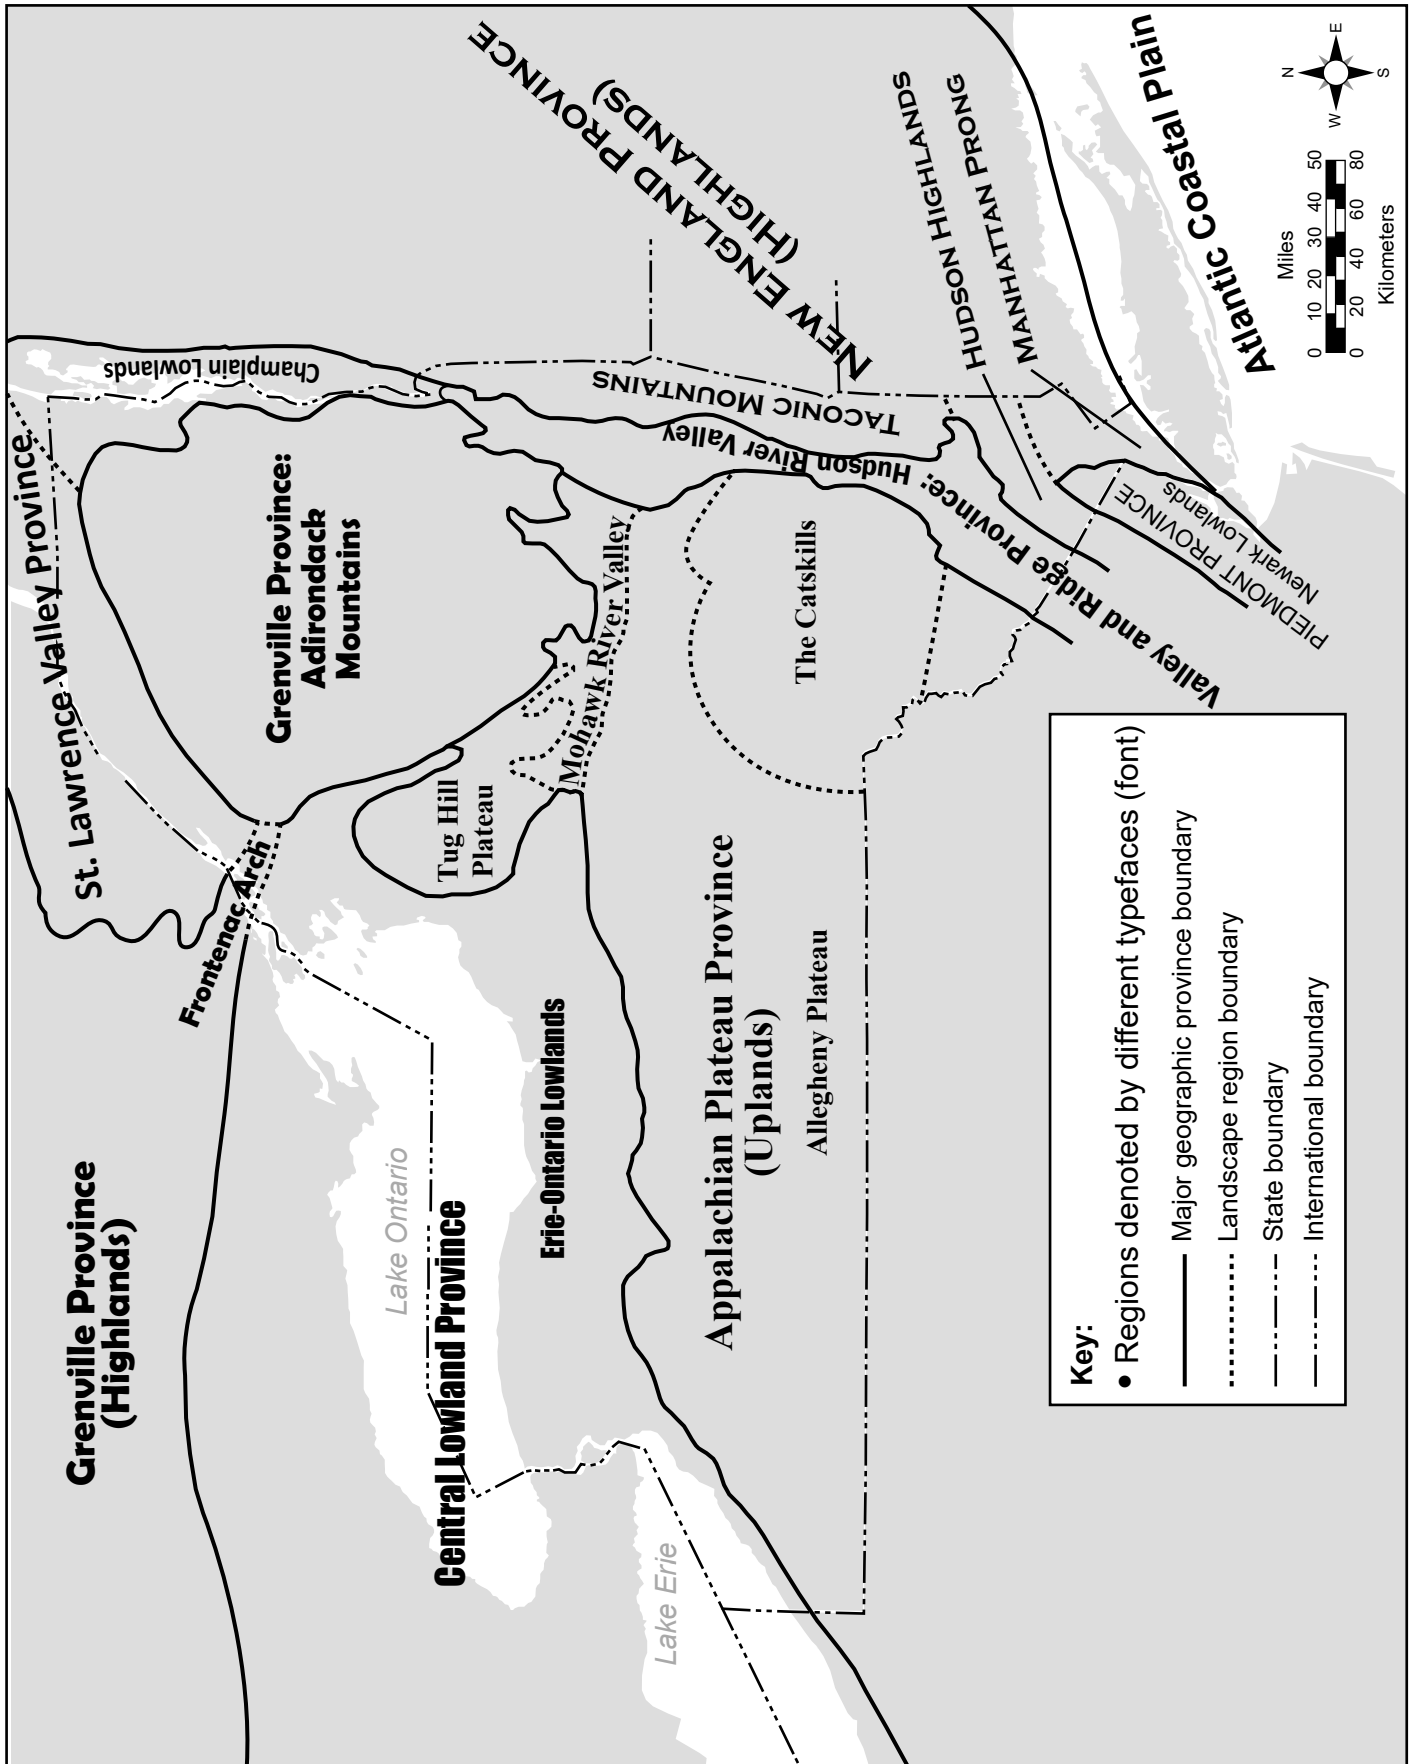 Grenville Province
(Highlands)
St. Lawrence Valley Province
Champlain Lowlands
Frontenac Arch
Grenville Province:
Adirondack
Mountains
Lake Ontario
Central Lowland Province
Tug Hill
Plateau
Erie-Ontario Lowlands
Mohawk River Valley
NEW ENGLAND PROVINCE
(HIGHLANDS)
TACONIC MOUNTAINS
Lake Erie
Appalachian Plateau Province
(Uplands)
Allegheny Plateau
The Catskills
Valley and Ridge Province: Hudson River Valley
HUDSON HIGHLANDS
MANHATTAN PRONG
PIEDMONT PROVINCE
Newark Lowlands
Atlantic Coastal Plain
Key:
• Regions denoted by different typefaces (font)
Major geographic province boundary
Landscape region boundary
State boundary
International boundary
Miles
0 10 20 30 40 50
0 20 40 60 80
Kilometers
N
W
E
S